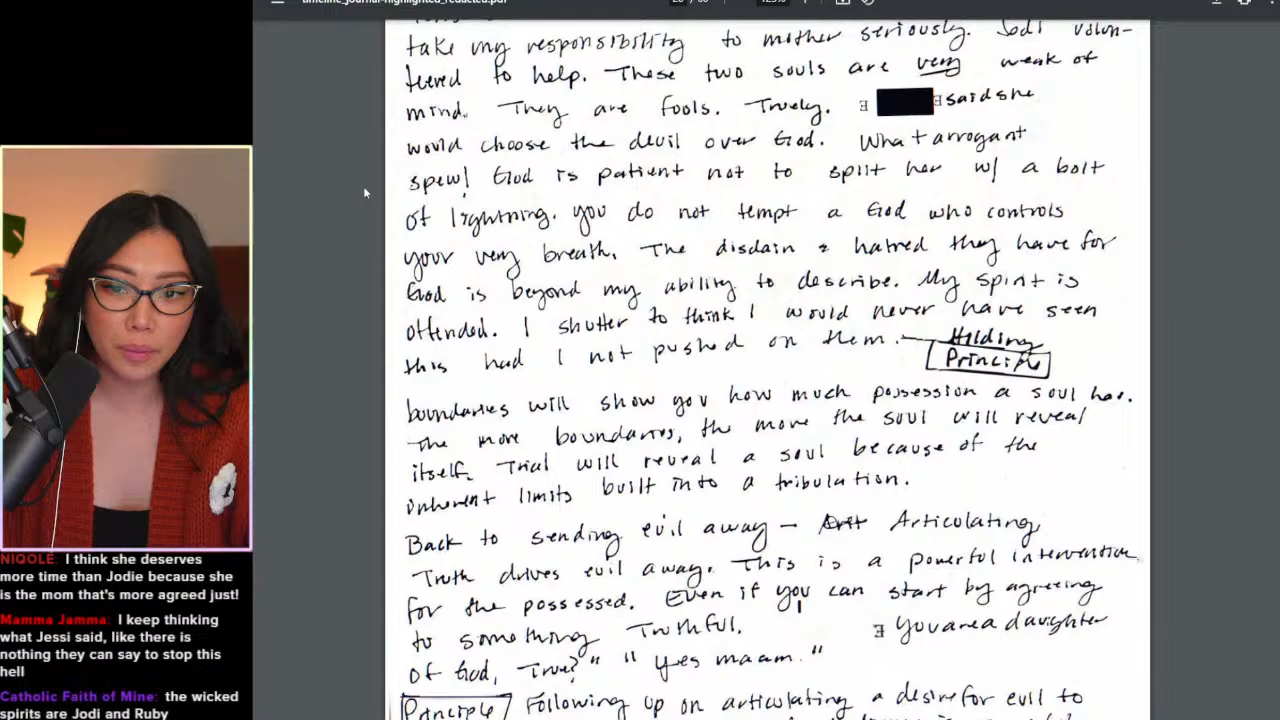 timeline_journal-highlighted_redacted.pdf
take my responsibility to mother seriously. Jodi volun-
teered to help. These two souls are very weak of
mind. They are fools. Truely. said she
would choose the devil over God. What arrogant
spew! God is patient not to split her w/ a bolt
of lightning. you do not tempt a God who controls
your very breath. The disdain & hatred they have for
God is beyond my ability to describe. My spirit is
offended. I shutter to think I would never have seen
this had I not pushed on them. — Holding
Principle
boundaries will show you how much possession a soul has.
The more boundaries, the more the soul will reveal
itself. Trial will reveal a soul because of the
inherent limits built into a tribulation.
Back to sending evil away — Articulating
Truth drives evil away. This is a powerful intervention
for the possessed. Even if you can start by agreeing
to something Truthful. you are a daughter
of God, True?" "Yes maam."
Principle Following up on articulating a desire for evil to
NIQOLE: I think she deserves
more time than Jodie because she
is the mom that's more agreed just!
Mamma Jamma: I keep thinking
what Jessi said, like there is
nothing they can say to stop this
hell
Catholic Faith of Mine: the wicked
spirits are Jodi and Ruby